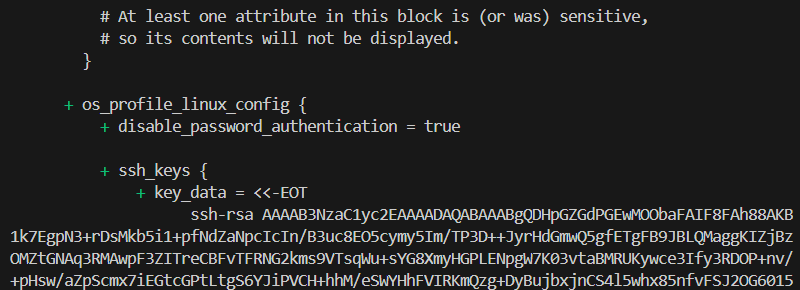 # At least one attribute in this block is (or was) sensitive,
# so its contents will not be displayed.
}
+ os_profile_linux_config {
+ disable_password_authentication = true
+ ssh_keys {
+ key_data = <<-EOT
ssh-rsa AAAAB3NzaC1yc2EAAAADAQABAAABgQDHpGZGdPGEwMOObaFAIF8FAh88AKB
1k7EgpN3+rDsMkb5i1+pfNdZaNpcIcIn/B3uc8EO5cymy5Im/TP3D++JyrHdGmwQ5gfETgFB9JBLQMaggKIZjBz
OMZtGNAq3RMAwpF3ZITreCBFvTFRNG2kms9VTsqWu+sYG8XmyHGPLENpgW7K03vtaBMRUKywce3Ify3RDOP+nv/
+pHsw/aZpScmx7iEGtcGPtLtgS6YJiPVCH+hhM/eSWYHhFVIRKmQzg+DyBujbxjnCS4l5whx85nfvFSJ2OG6015